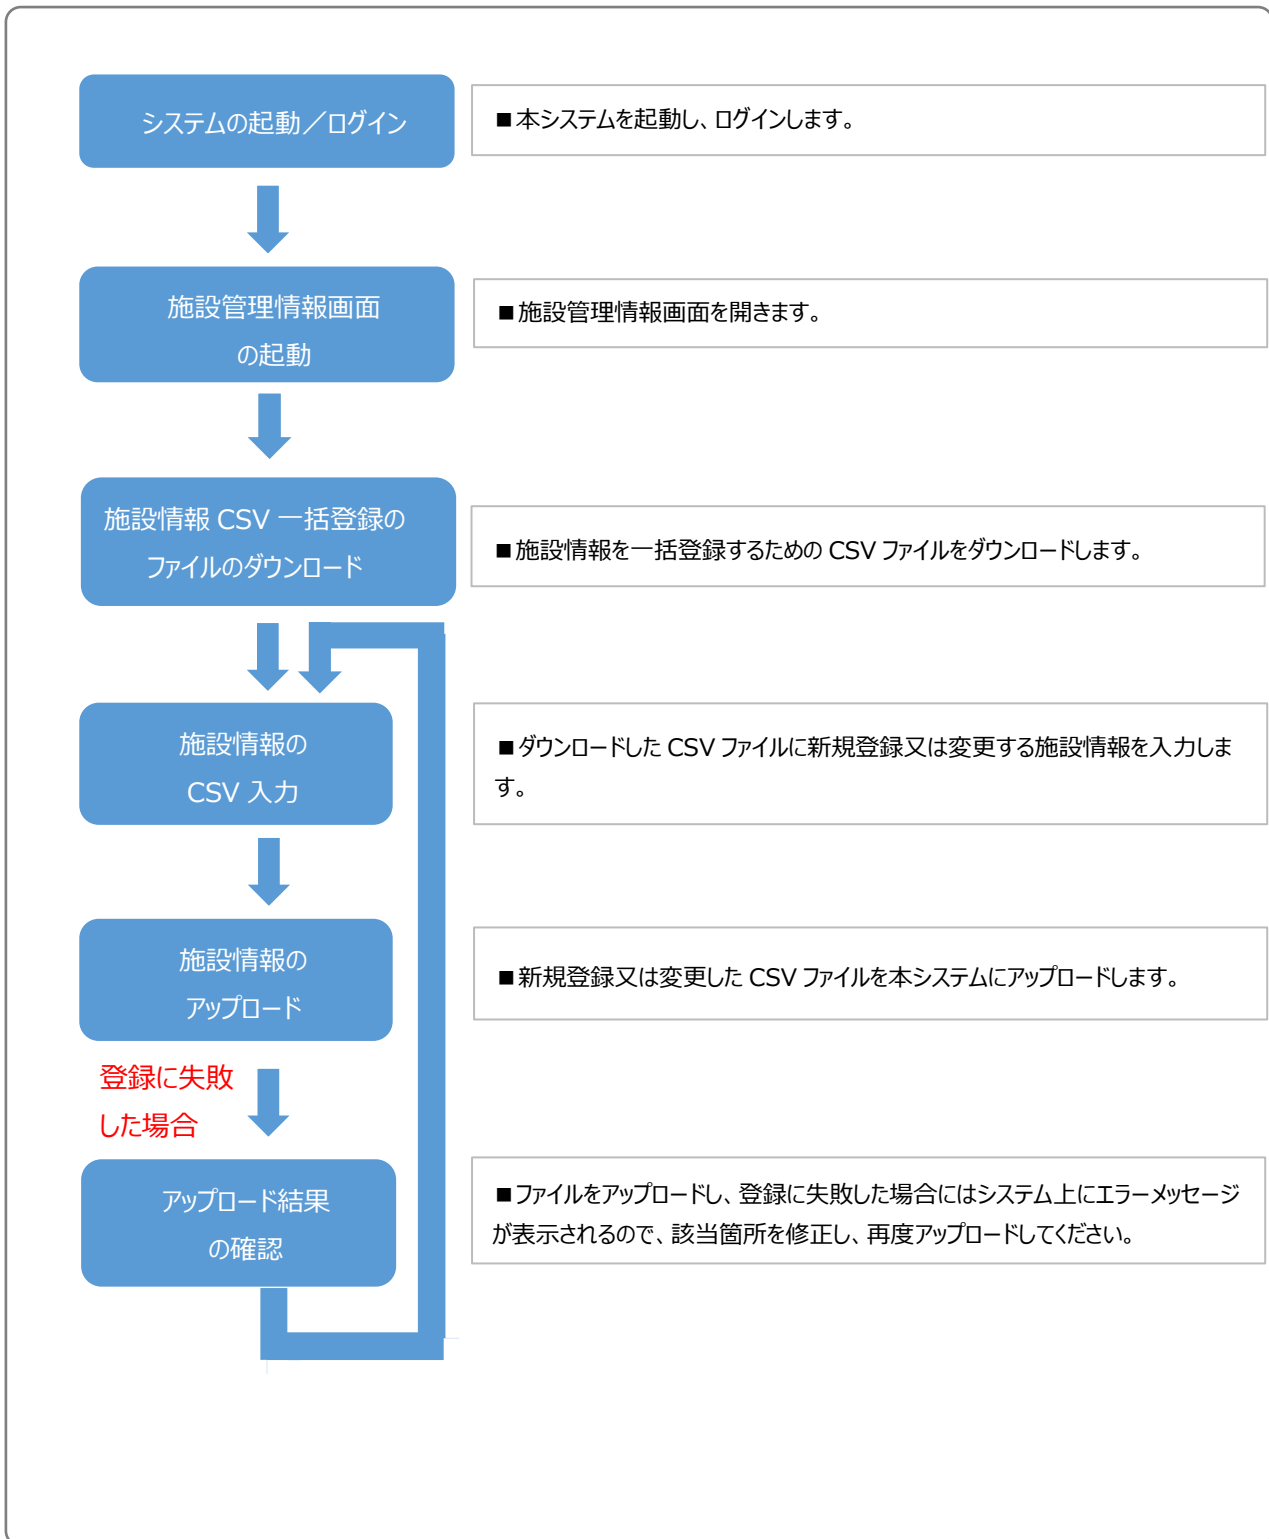 システムの起動／ログイン
■本システムを起動し、ログインします。
施設管理情報画面
の起動
■施設管理情報画面を開きます。
施設情報 CSV 一括登録の
ファイルのダウンロード
■施設情報を一括登録するための CSV ファイルをダウンロードします。
施設情報の
CSV 入力
■ダウンロードした CSV ファイルに新規登録又は変更する施設情報を入力しま
す。
施設情報の
アップロード
■新規登録又は変更した CSV ファイルを本システムにアップロードします。
登録に失敗
した場合
アップロード結果
の確認
■ファイルをアップロードし、登録に失敗した場合にはシステム上にエラーメッセージ
が表示されるので、該当箇所を修正し、再度アップロードしてください。